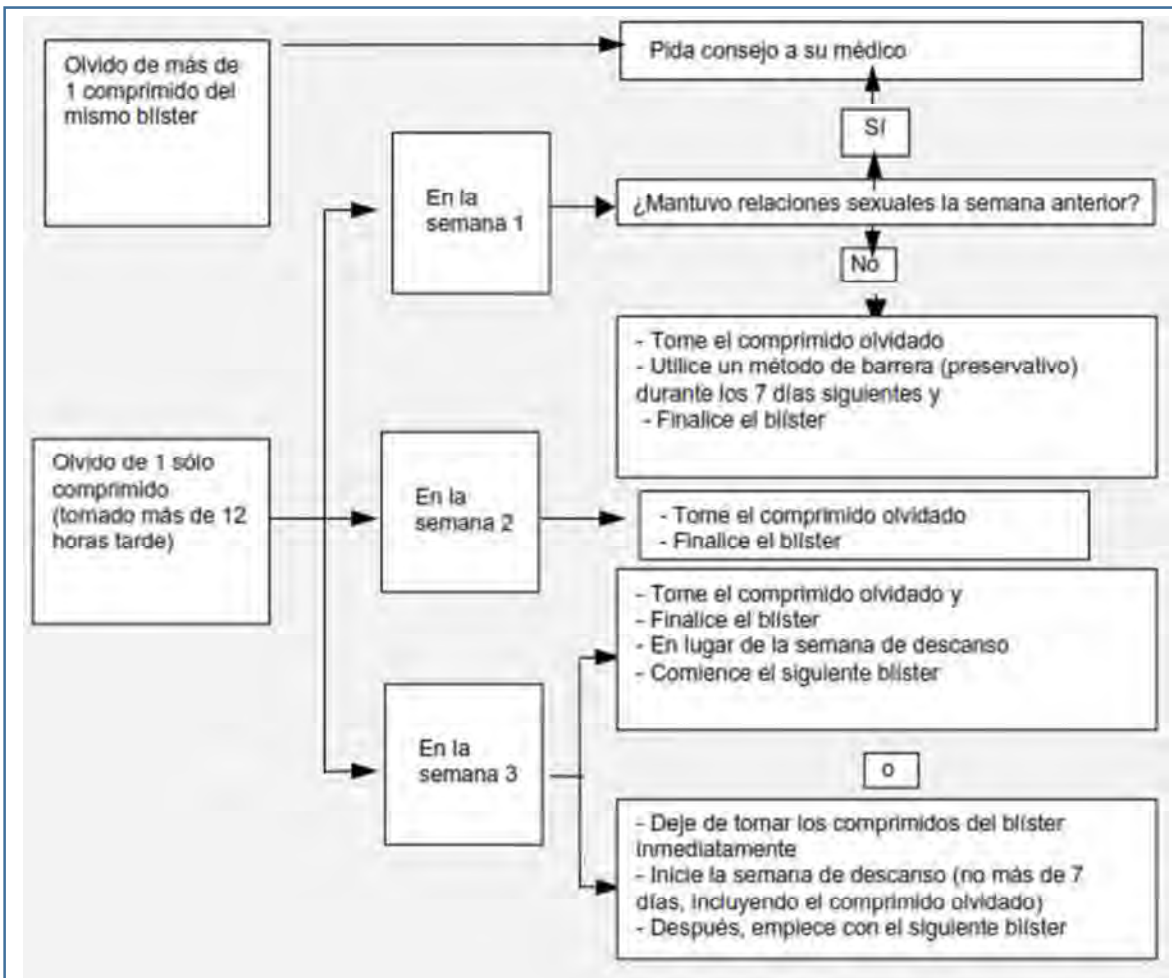 Olvido de más de
1 comprimido del
mismo blíster
Pida consejo a su médico
Sí
En la
semana 1
¿Mantuvo relaciones sexuales la semana anterior?
No
- Tome el comprimido olvidado
- Utilice un método de barrera (preservativo)
durante los 7 días siguientes y
- Finalice el blíster
Olvido de 1 sólo
comprimido
(tomado más de 12
horas tarde)
En la
semana 2
- Tome el comprimido olvidado
- Finalice el blíster
- Tome el comprimido olvidado y
- Finalice el blíster
- En lugar de la semana de descanso
- Comience el siguiente blíster
En la
semana 3
o
- Deje de tomar los comprimidos del blíster
inmediatamente
- Inicie la semana de descanso (no más de 7
días, incluyendo el comprimido olvidado)
- Después, empiece con el siguiente blíster